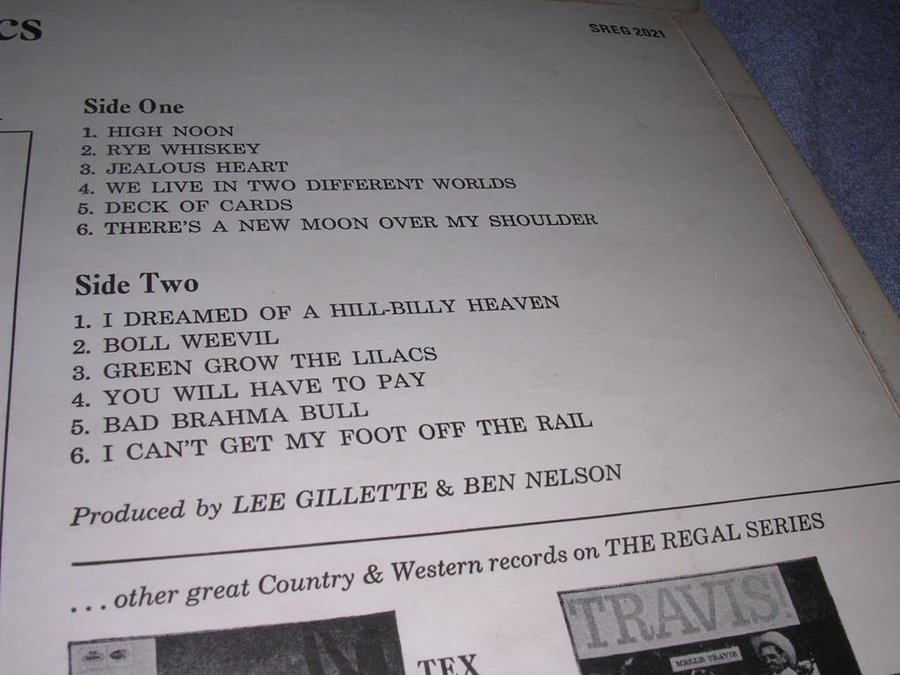 cs
SREG 2021
Side One
1. HIGH NOON
2. RYE WHISKEY
3. JEALOUS HEART
4. WE LIVE IN TWO DIFFERENT WORLDS
5. DECK OF CARDS
6. THERE'S A NEW MOON OVER MY SHOULDER
Side Two
1. I DREAMED OF A HILL-BILLY HEAVEN
2. BOLL WEEVIL
3. GREEN GROW THE LILACS
4. YOU WILL HAVE TO PAY
5. BAD BRAHMA BULL
6. I CAN'T GET MY FOOT OFF THE RAIL
Produced by LEE GILLETTE & BEN NELSON
...other great Country & Western records on THE REGAL SERIES
TEX
TRAVIS!
MERLE TRAVIS